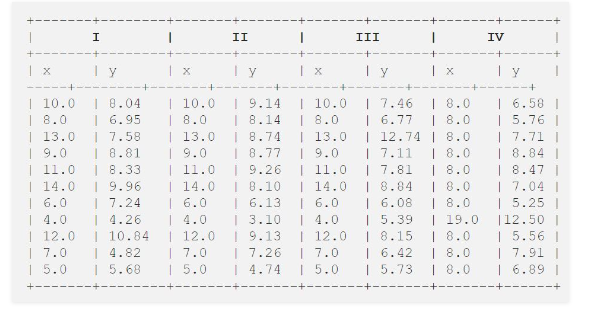 +-------+--------+-------+-------+-------+-------+-------+------+
|       I        |       II      |      III      |      IV      |
+-------+--------+-------+-------+-------+-------+-------+------+
| x | y | x | y | x | y | x | y |
-----+--------+-------+-------+-------+-------+-------+------+
| 10.0 | 8.04 | 10.0 | 9.14 | 10.0 | 7.46 | 8.0 | 6.58 |
| 8.0 | 6.95 | 8.0 | 8.14 | 8.0 | 6.77 | 8.0 | 5.76 |
| 13.0 | 7.58 | 13.0 | 8.74 | 13.0 | 12.74 | 8.0 | 7.71 |
| 9.0 | 8.81 | 9.0 | 8.77 | 9.0 | 7.11 | 8.0 | 8.84 |
| 11.0 | 8.33 | 11.0 | 9.26 | 11.0 | 7.81 | 8.0 | 8.47 |
| 14.0 | 9.96 | 14.0 | 8.10 | 14.0 | 8.84 | 8.0 | 7.04 |
| 6.0 | 7.24 | 6.0 | 6.13 | 6.0 | 6.08 | 8.0 | 5.25 |
| 4.0 | 4.26 | 4.0 | 3.10 | 4.0 | 5.39 | 19.0 | 12.50 |
| 12.0 | 10.84 | 12.0 | 9.13 | 12.0 | 8.15 | 8.0 | 5.56 |
| 7.0 | 4.82 | 7.0 | 7.26 | 7.0 | 6.42 | 8.0 | 7.91 |
| 5.0 | 5.68 | 5.0 | 4.74 | 5.0 | 5.73 | 8.0 | 6.89 |
+-------+--------+-------+-------+-------+-------+-------+------+